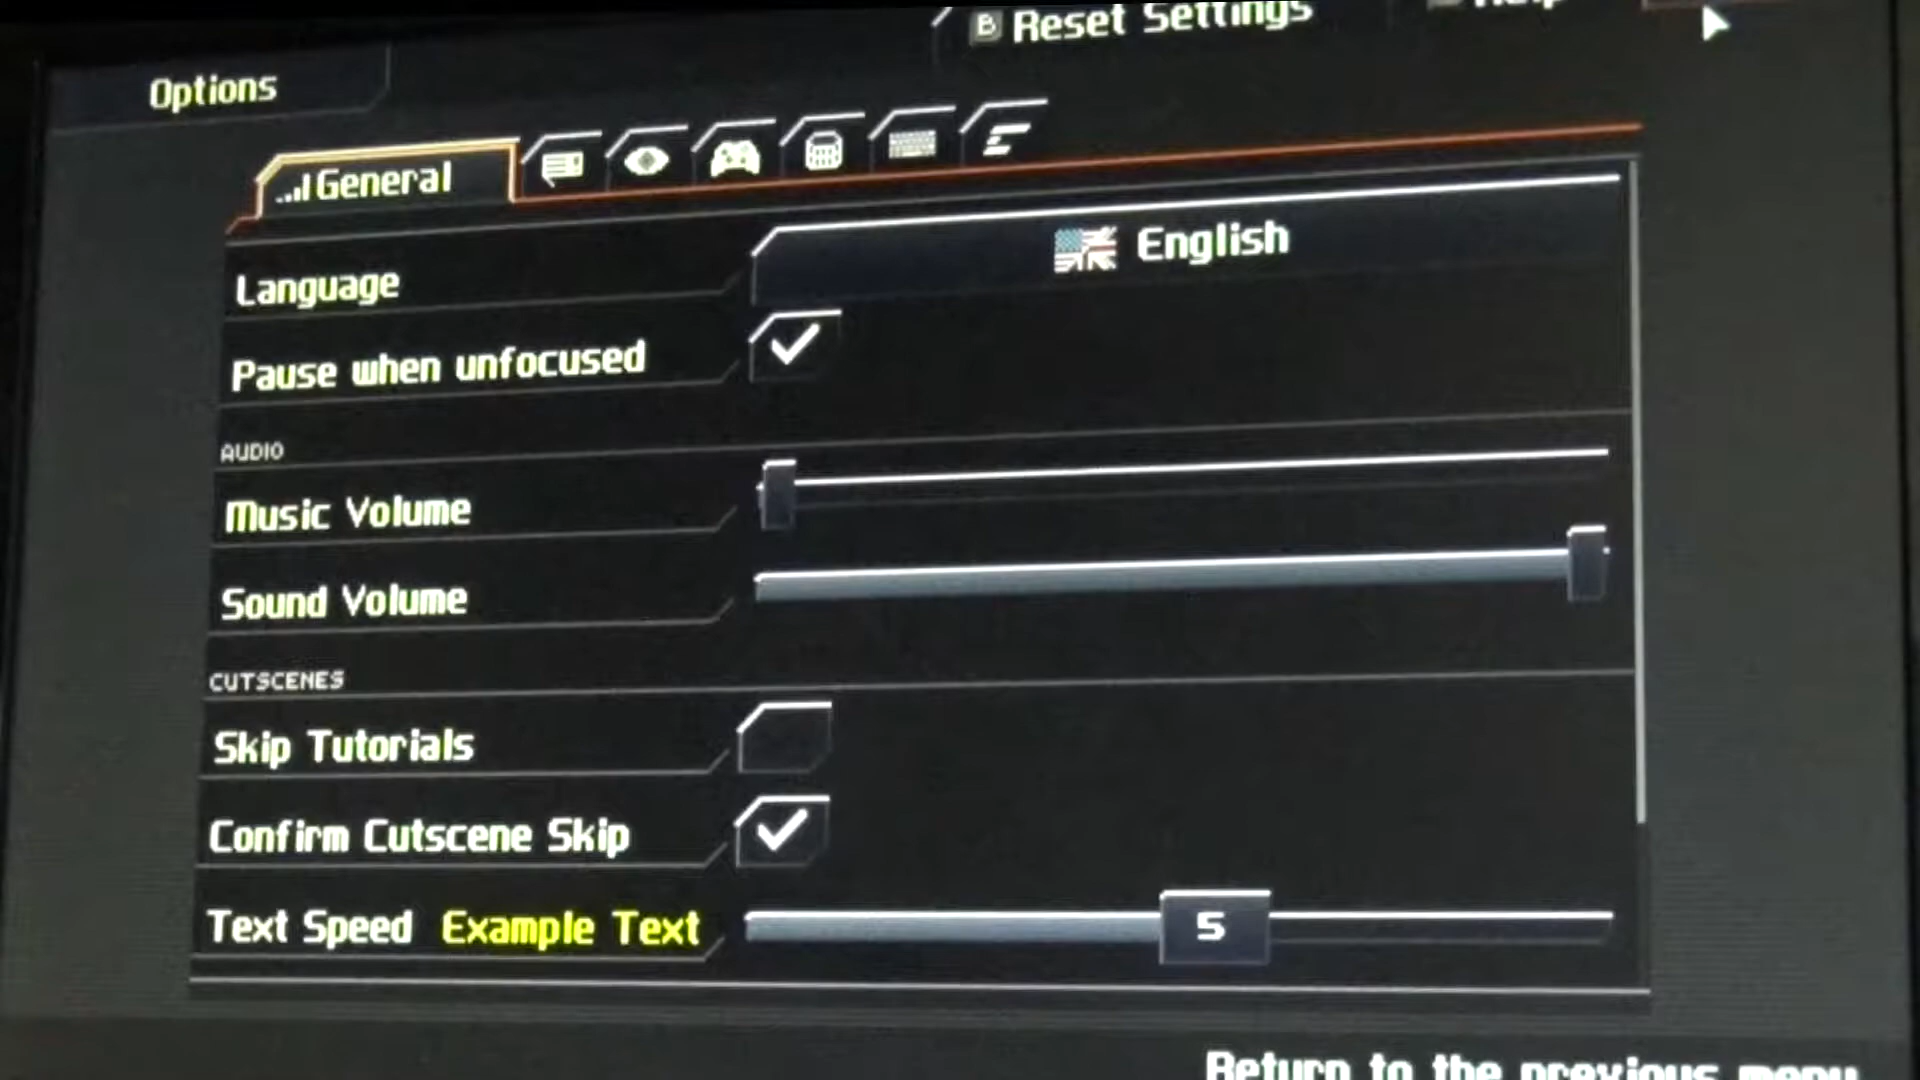 B Reset Settings
Help
Options
General
Language
English
Pause when unfocused
AUDIO
Music Volume
Sound Volume
CUTSCENES
Skip Tutorials
Confirm Cutscene Skip
Text Speed Example Text
5
Return to the previous menu